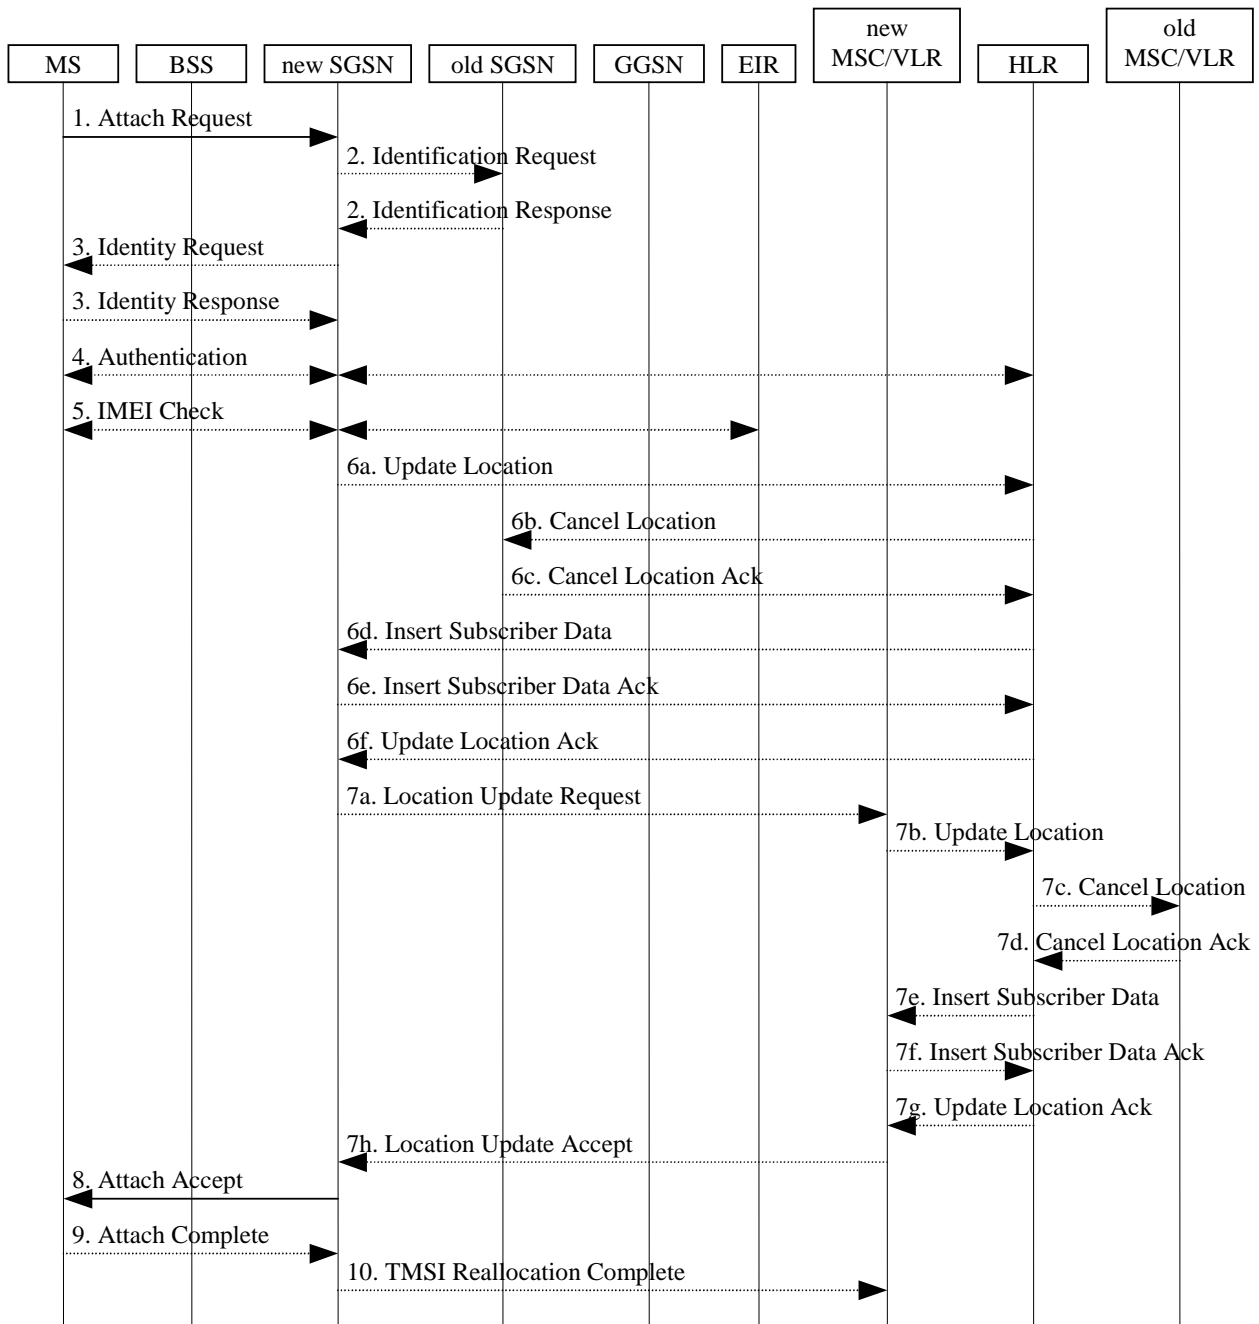 new
MSC/VLR
old
MSC/VLR
MS
BSS
new SGSN
old SGSN
GGSN
EIR
HLR
1. Attach Request
2. Identification Request
2. Identification Response
3. Identity Request
3. Identity Response
4. Authentication
5. IMEI Check
6a. Update Location
6b. Cancel Location
6c. Cancel Location Ack
6d. Insert Subscriber Data
6e. Insert Subscriber Data Ack
6f. Update Location Ack
7a. Location Update Request
7b. Update Location
7c. Cancel Location
7d. Cancel Location Ack
7e. Insert Subscriber Data
7f. Insert Subscriber Data Ack
7g. Update Location Ack
7h. Location Update Accept
8. Attach Accept
9. Attach Complete
10. TMSI Reallocation Complete